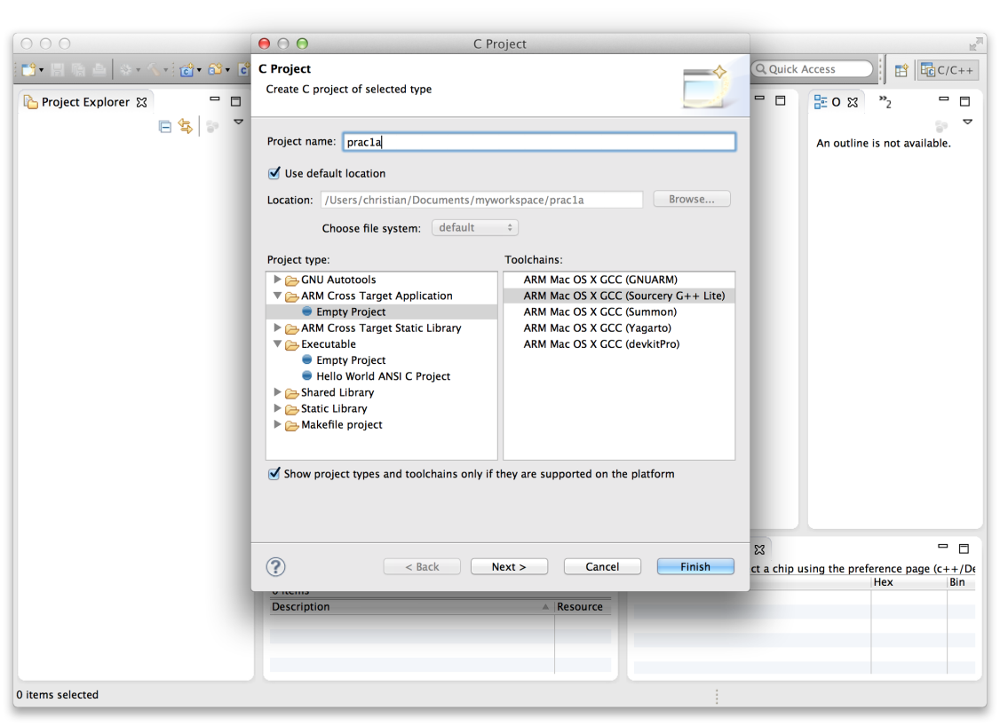 C Project
Quick Access
C/C++
Project Explorer
C Project
Create C project of selected type
O
»2
An outline is not available.
Project name: prac1a
Use default location
Location: /Users/christian/Documents/myworkspace/prac1a Browse...
Choose file system: default
Project type: Toolchains:
GNU Autotools ARM Mac OS X GCC (GNUARM)
ARM Cross Target Application ARM Mac OS X GCC (Sourcery G++ Lite)
Empty Project ARM Mac OS X GCC (Summon)
ARM Cross Target Static Library ARM Mac OS X GCC (Yagarto)
Executable ARM Mac OS X GCC (devkitPro)
Empty Project
Hello World ANSI C Project
Shared Library
Static Library
Makefile project
Show project types and toolchains only if they are supported on the platform
? < Back Next > Cancel Finish
ct a chip using the preference page (c++/De
0 items
Hex Bin
Description Resource
0 items selected